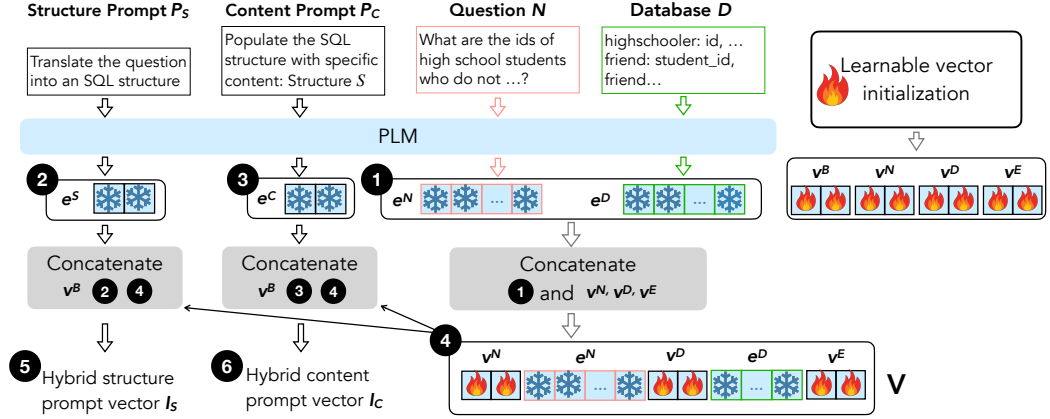 Structure Prompt P_S
Content Prompt P_C
Question N
Database D
Translate the question
into an SQL structure
Populate the SQL
structure with specific
content: Structure S
What are the ids of
high school students
who do not ...?
highschooler: id, ...
friend: student_id,
friend...
Learnable vector
initialization
PLM
2
e^S
3
e^C
1
e^N
...
e^D
...
v^B
v^N
v^D
v^E
Concatenate
v^B 2 4
Concatenate
v^B 3 4
Concatenate
1 and v^N, v^D, v^E
4
v^N
e^N
v^D
e^D
v^E
...
...
V
5
Hybrid structure
prompt vector I_S
6
Hybrid content
prompt vector I_C